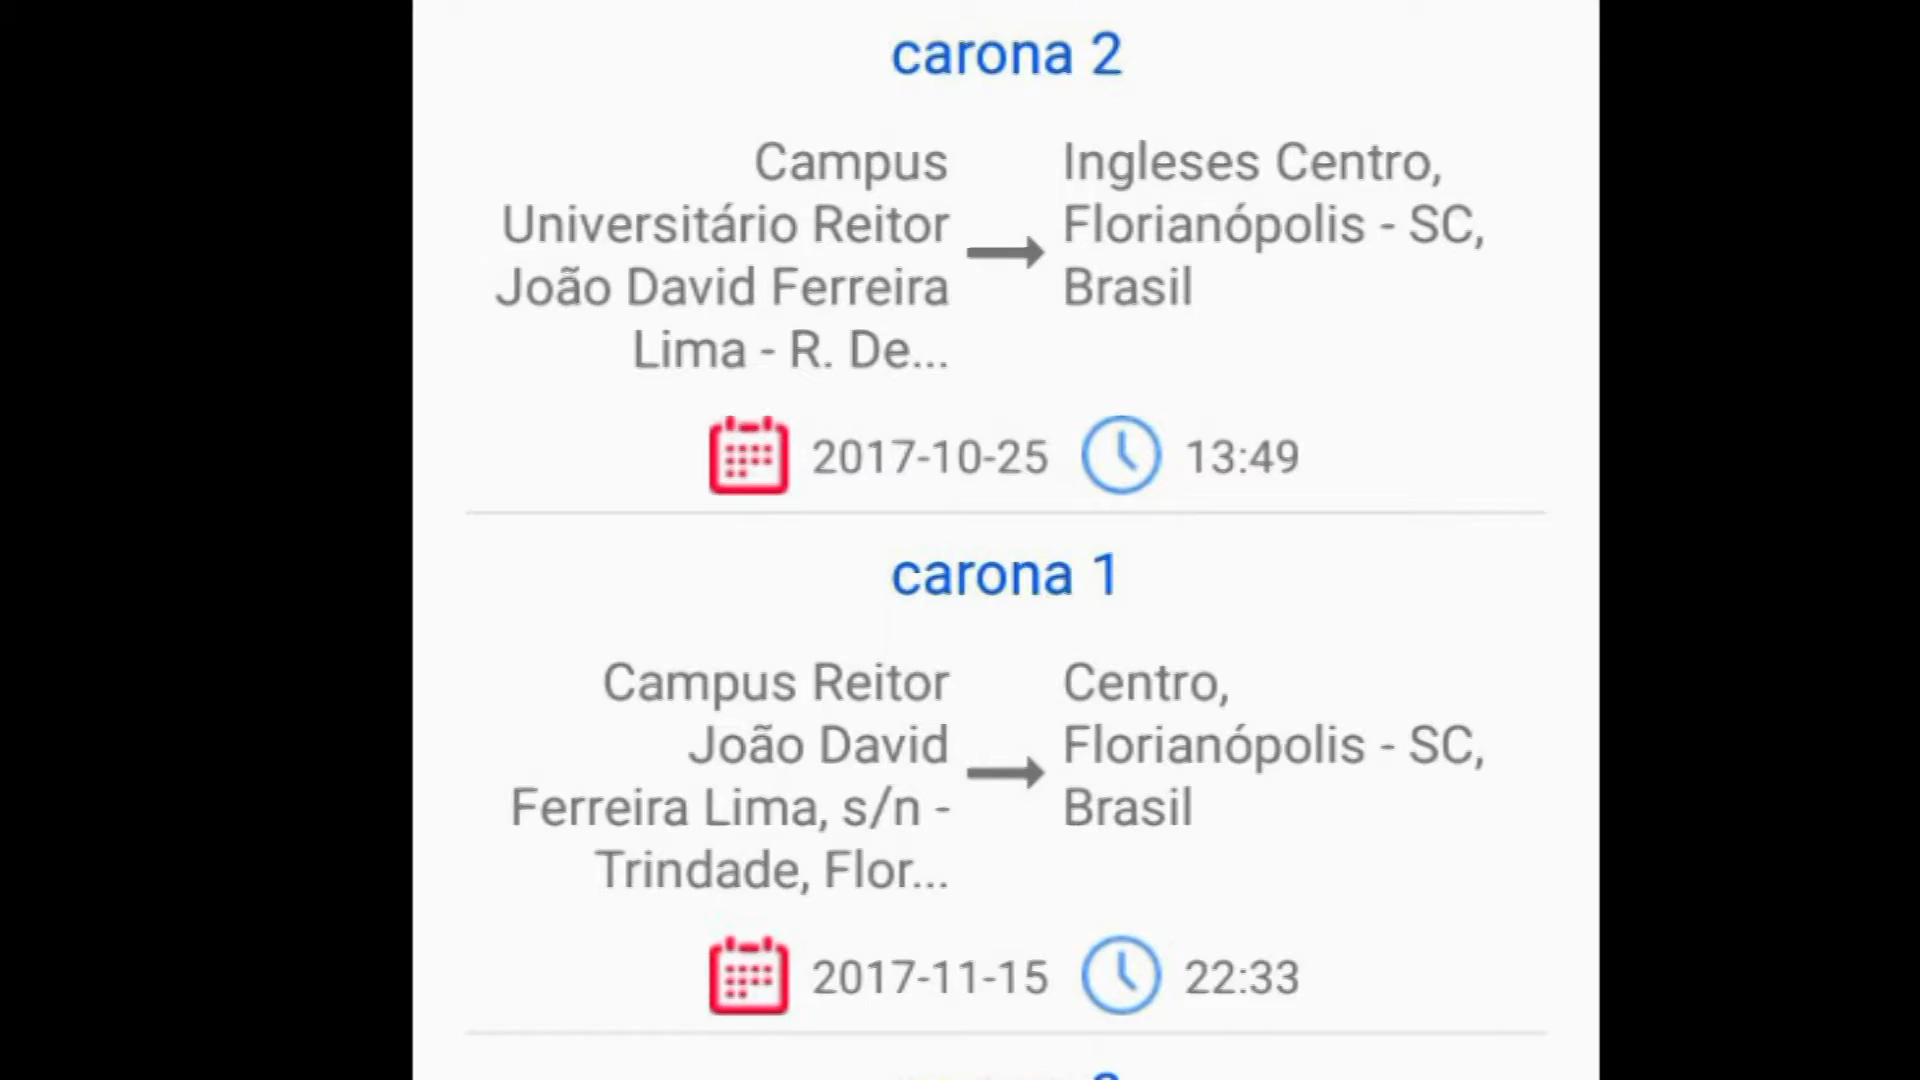 carona 2
Campus
Universitário Reitor
João David Ferreira
Lima - R. De...
Ingleses Centro,
Florianópolis - SC,
Brasil
2017-10-25
13:49
carona 1
Campus Reitor
João David
Ferreira Lima, s/n -
Trindade, Flor...
Centro,
Florianópolis - SC,
Brasil
2017-11-15
22:33